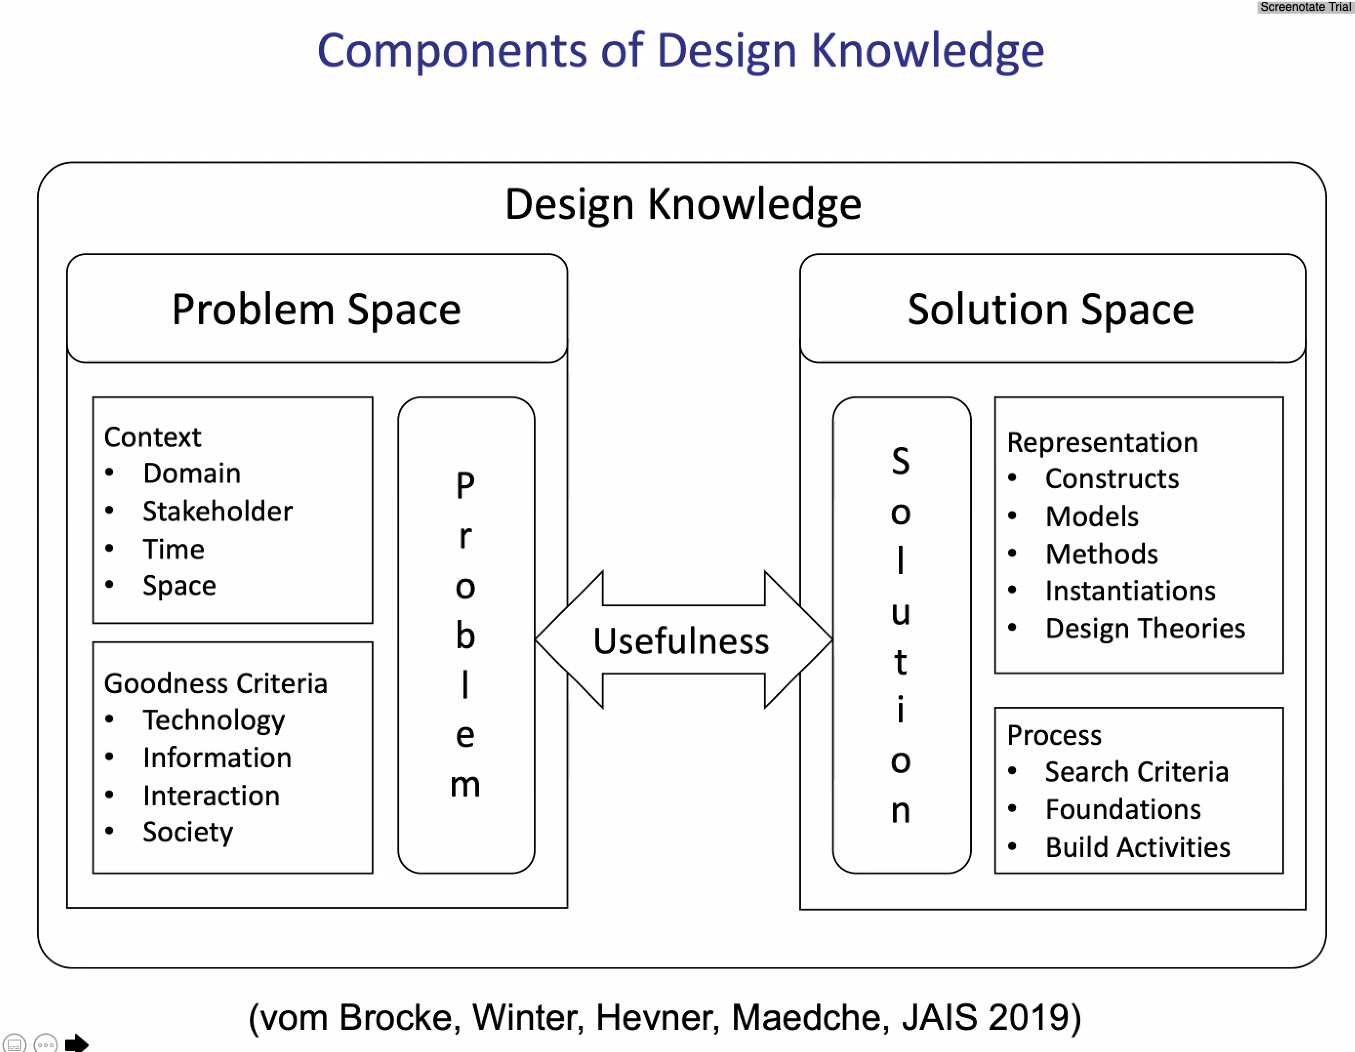 Screenotate Trial
Components of Design Knowledge
Design Knowledge
Problem Space
Context
• Domain
• Stakeholder
• Time
• Space
Goodness Criteria
• Technology
• Information
• Interaction
• Society
Problem
Usefulness
Solution Space
Solution
Representation
• Constructs
• Models
• Methods
• Instantiations
• Design Theories
Process
• Search Criteria
• Foundations
• Build Activities
(vom Brocke, Winter, Hevner, Maedche, JAIS 2019)